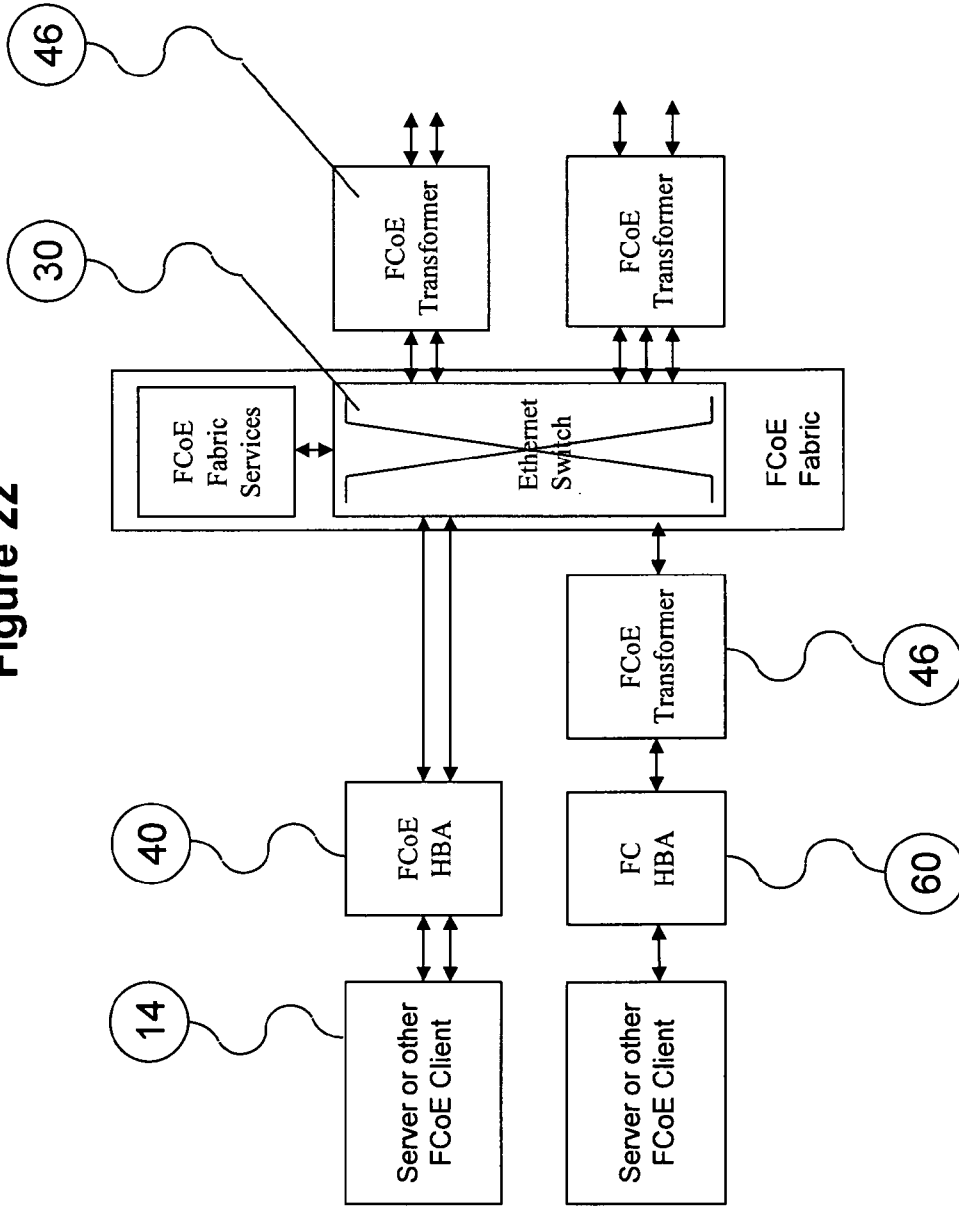 Figure 22
46
30
FCoE
Fabric
Services
FCoE
Transformer
FCoE
Transformer
Ethernet
Switch
FCoE
Fabric
40
14
FCoE
HBA
Server or other
FCoE Client
FCoE
Transformer
FC
HBA
Server or other
FCoE Client
46
60